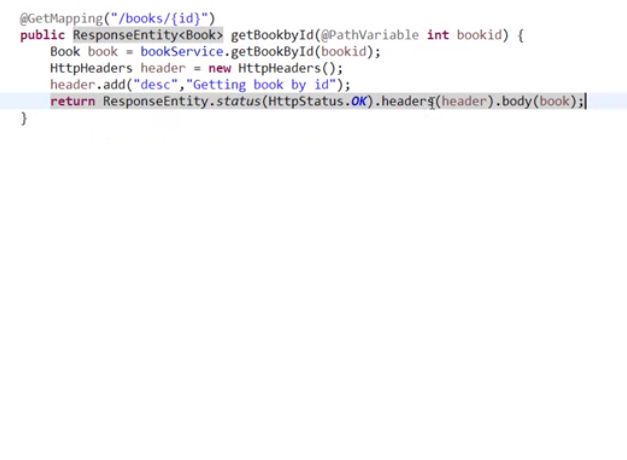 @GetMapping("/books/{id}")
public ResponseEntity<Book> getBookbyId(@PathVariable int bookid) {
Book book = bookService.getBookById(bookid);
HttpHeaders header = new HttpHeaders();
header.add("desc","Getting book by id");
return ResponseEntity.status(HttpStatus.OK).headers(header).body(book);
}